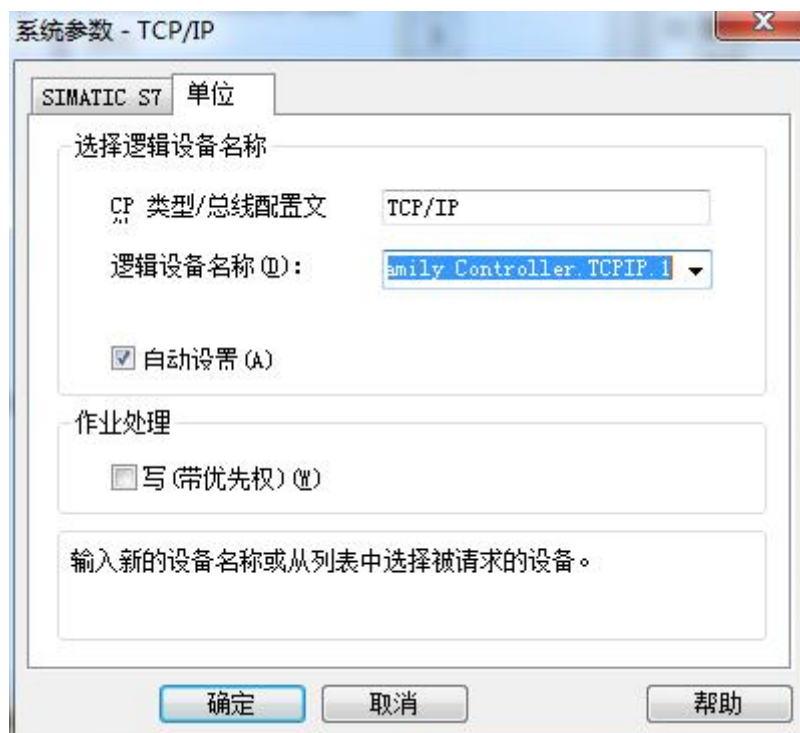 系统参数 - TCP/IP
SIMATIC S7
单位
选择逻辑设备名称
CP 类型/总线配置文
TCP/IP
逻辑设备名称(D):
amily Controller.TCPIP.1
自动设置(A)
作业处理
写(带优先权)(W)
输入新的设备名称或从列表中选择被请求的设备。
确定
取消
帮助